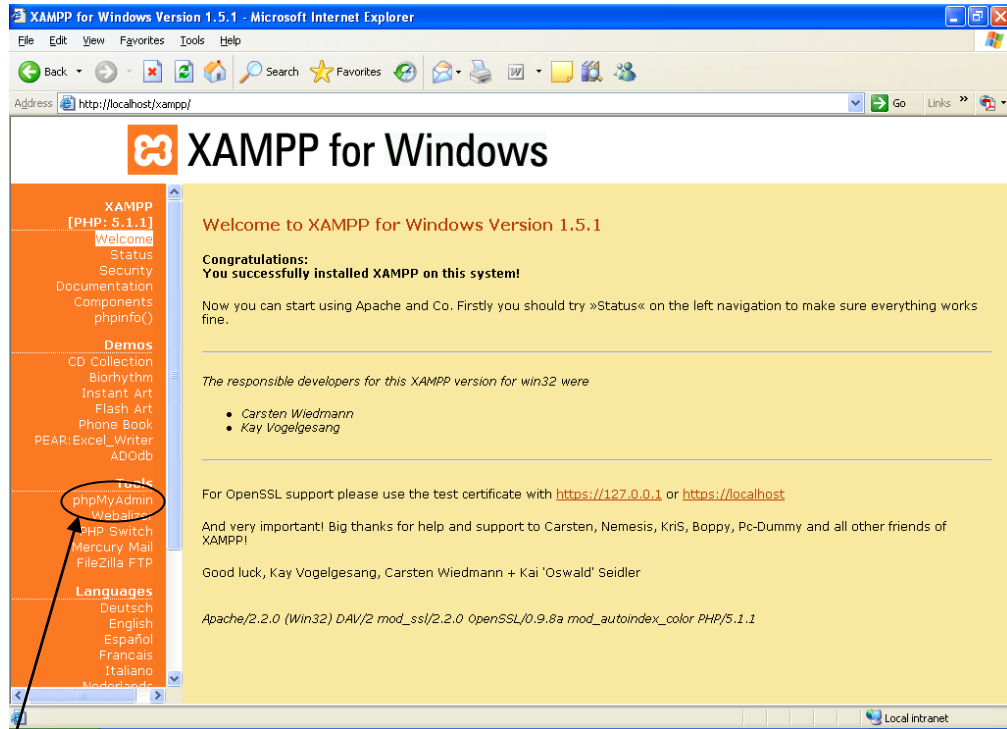 XAMPP for Windows Version 1.5.1 - Microsoft Internet Explorer
File Edit View Favorites Tools Help
Back Search Favorites
Address http://localhost/xampp/ Go Links »
XAMPP for Windows
XAMPP
[PHP: 5.1.1]
Welcome
Status
Security
Documentation
Components
phpinfo()
Demos
CD Collection
Biorhythm
Instant Art
Flash Art
Phone Book
PEAR:Excel_Writer
ADOdb
Tools
phpMyAdmin
Webalizer
PHP Switch
Mercury Mail
FileZilla FTP
Languages
Deutsch
English
Español
Francais
Italiano
Nederlands
Welcome to XAMPP for Windows Version 1.5.1
Congratulations:
You successfully installed XAMPP on this system!
Now you can start using Apache and Co. Firstly you should try »Status« on the left navigation to make sure everything works
fine.
The responsible developers for this XAMPP version for win32 were
• Carsten Wiedmann
• Kay Vogelgesang
For OpenSSL support please use the test certificate with https://127.0.0.1 or https://localhost
And very important! Big thanks for help and support to Carsten, Nemesis, KriS, Boppy, Pc-Dummy and all other friends of
XAMPP!
Good luck, Kay Vogelgesang, Carsten Wiedmann + Kai 'Oswald' Seidler
Apache/2.2.0 (Win32) DAV/2 mod_ssl/2.2.0 OpenSSL/0.9.8a mod_autoindex_color PHP/5.1.1
Local intranet